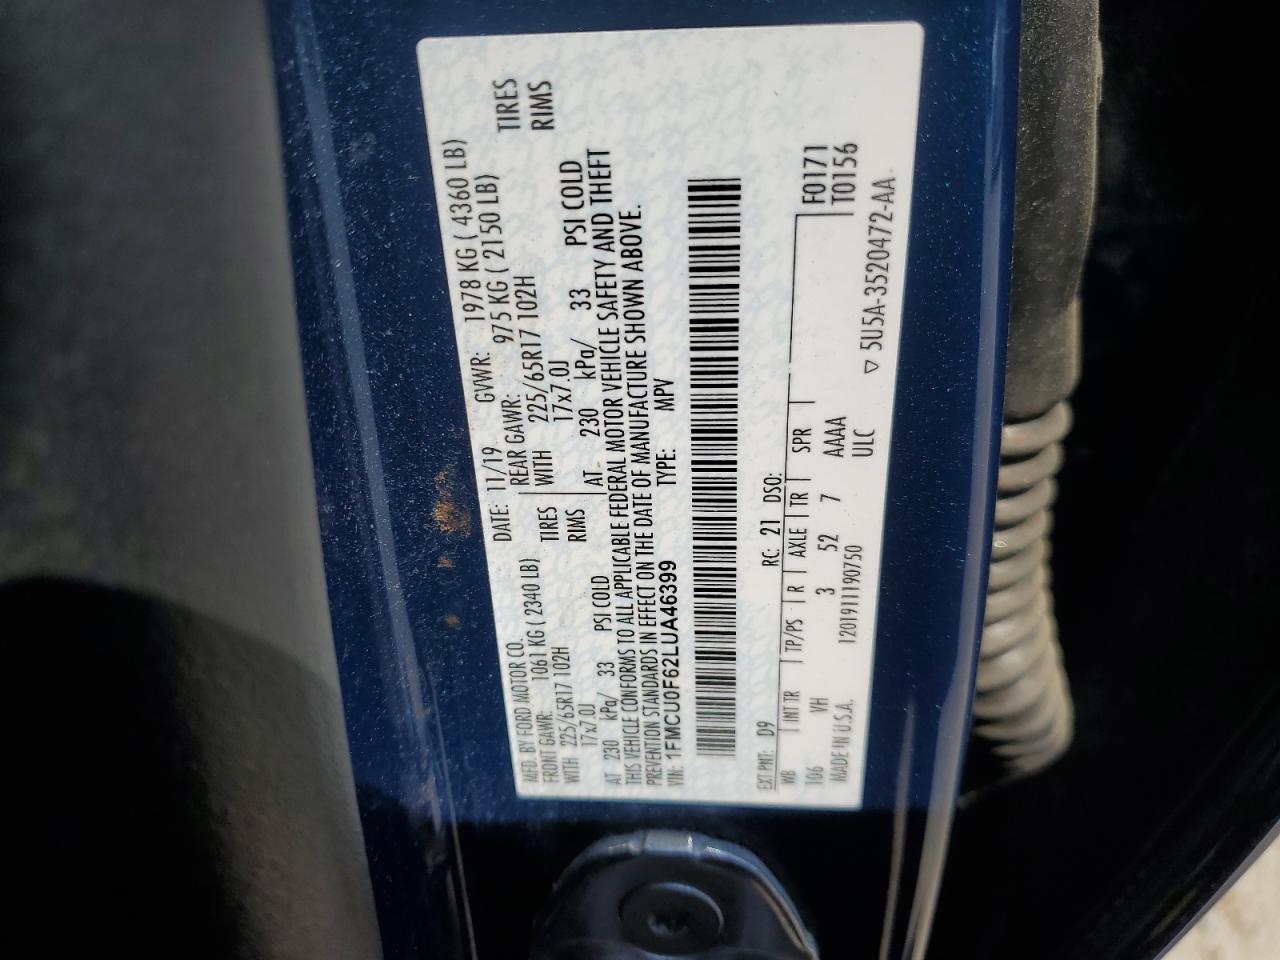 MFD. BY FORD MOTOR CO. DATE: 11/19 GVWR: 1978 KG ( 4360 LB)
FRONT GAWR: 1061 KG ( 2340 LB) REAR GAWR: 975 KG ( 2150 LB)
WITH 225/65R17 102H TIRES WITH 225/65R17 102H TIRES
17x7.0J RIMS 17x7.0J RIMS
AT 230 kPa/ 33 PSI COLD AT 230 kPa/ 33 PSI COLD
THIS VEHICLE CONFORMS TO ALL APPLICABLE FEDERAL MOTOR VEHICLE SAFETY AND THEFT
PREVENTION STANDARDS IN EFFECT ON THE DATE OF MANUFACTURE SHOWN ABOVE.
VIN: 1FMCU0F62LUA46399 TYPE: MPV
EXT PNT: D9 RC: 21 DSO:
WB INT TR TP/PS R AXLE TR SPR F0171
106 VH 3 52 7 AAAA T0156
MADE IN U.S.A. 1201911190750 ULC
▽ 5U5A-3520472-AA